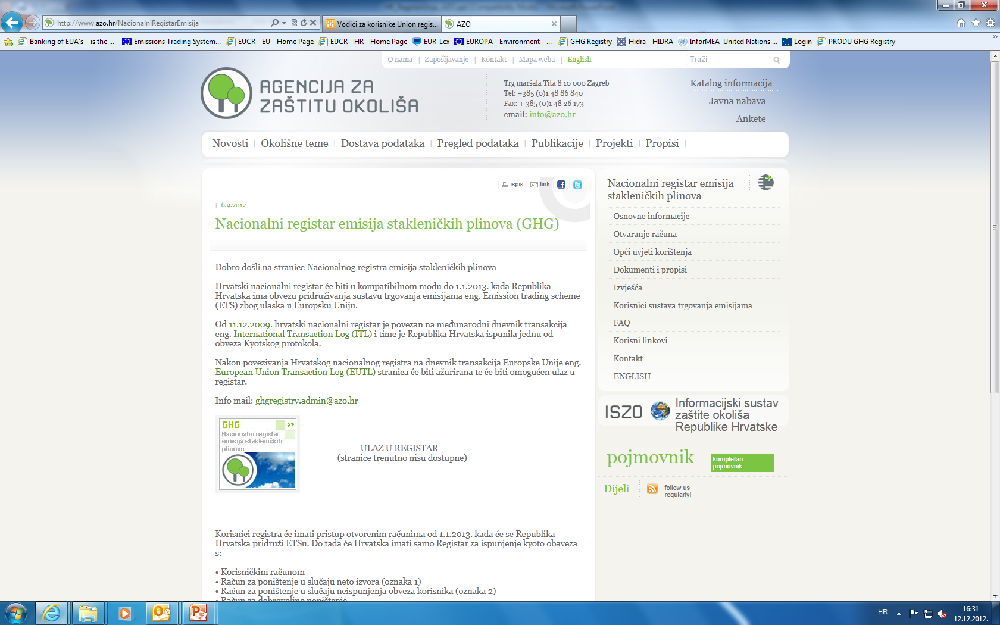 http://www.azo.hr/NacionalniRegistarEmisija
Vodici za korisnike Union regis...
AZO
Banking of EUA's – is the ...
Emissions Trading System...
EUCR - EU - Home Page
EUCR - HR - Home Page
EUR-Lex
EUROPA - Environment - ...
GHG Registry
Hidra - HIDRA
InforMEA United Nations ...
Login
PRODU GHG Registry
O nama | Zapošljavanje | Kontakt | Mapa weba | English
Traži
AGENCIJA ZA
ZAŠTITU OKOLIŠA
Trg maršala Tita 8 10 000 Zagreb
Tel: +385 (0)1 48 86 840
Fax: + 385 (0)1 48 26 173
email: info@azo.hr
Katalog informacija
Javna nabava
Ankete
Novosti | Okolišne teme | Dostava podataka | Pregled podataka | Publikacije | Projekti | Propisi |
| ispis | link | |
| 6.9.2012
Nacionalni registar emisija stakleničkih plinova (GHG)
Dobro došli na stranice Nacionalnog registra emisija stakleničkih plinova
Hrvatski nacionalni registar će biti u kompatibilnom modu do 1.1.2013. kada Republika
Hrvatska ima obvezu pridruživanja sustavu trgovanja emisijama eng. Emission trading scheme
(ETS) zbog ulaska u Europsku Uniju.
Od 11.12.2009. hrvatski nacionalni registar je povezan na međunarodni dnevnik transakcija
eng. International Transaction Log (ITL) i time je Republika Hrvatska ispunila jednu od
obveza Kyotskog protokola.
Nakon povezivanja Hrvatskog nacionalnog registra na dnevnik transakcija Europske Unije eng.
European Union Transaction Log (EUTL) stranica će biti ažurirana te će biti omogućen ulaz u
registar.
Info mail: ghgregistry.admin@azo.hr
GHG
Nacionalni registar
emisija stakleničkih
plinova
ULAZ U REGISTAR
(stranice trenutno nisu dostupne)
Korisnici registra će imati pristup otvorenim računima od 1.1.2013. kada će se Republika
Hrvatska pridruži ETSu. Do tada će Hrvatska imati samo Registar za ispunjenje kyoto obaveza
s:
• Korisničkim računom
• Račun za poništenje u slučaju neto izvora (oznaka 1)
• Račun za poništenje u slučaju neispunjenja obveza korisnika (oznaka 2)
• Račun za dobrovoljno poništenje
Nacionalni registar emisija
stakleničkih plinova
Osnovne informacije
Otvaranje računa
Opći uvjeti korištenja
Dokumenti i propisi
Izvješća
Korisnici sustava trgovanja emisijama
FAQ
Korisni linkovi
Kontakt
ENGLISH
ISZO
Informacijski sustav
zaštite okoliša
Republike Hrvatske
pojmovnik
kompletan
pojmovnik
Dijeli
follow us
regularly!
HR
16:31
12.12.2012.